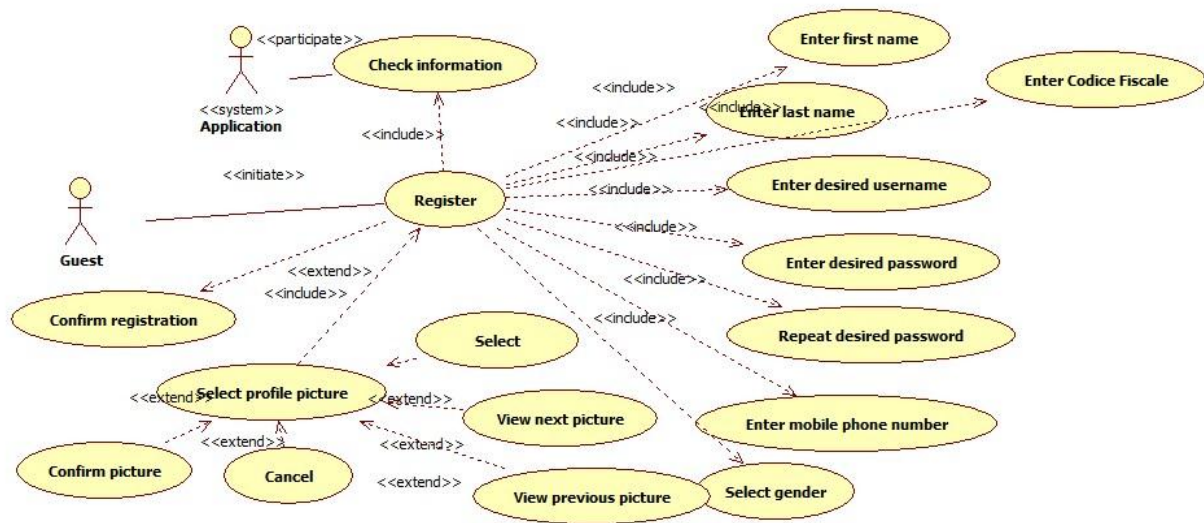 <<participate>>
Check information
Enter first name
Enter Codice Fiscale
<<system>>
Application
<<include>>
<<include>>
Enter last name
<<include>>
<<include>>
<<include>>
<<initiate>>
Enter desired username
<<include>>
Register
<<include>>
Guest
<<extend>>
<<include>>
Enter desired password
Confirm registration
<<include>>
Repeat desired password
Select
Select profile picture
<<extend>>
<<extend>>
View next picture
Enter mobile phone number
<<extend>>
<<extend>>
Confirm picture
Cancel
<<extend>>
View previous picture
Select gender